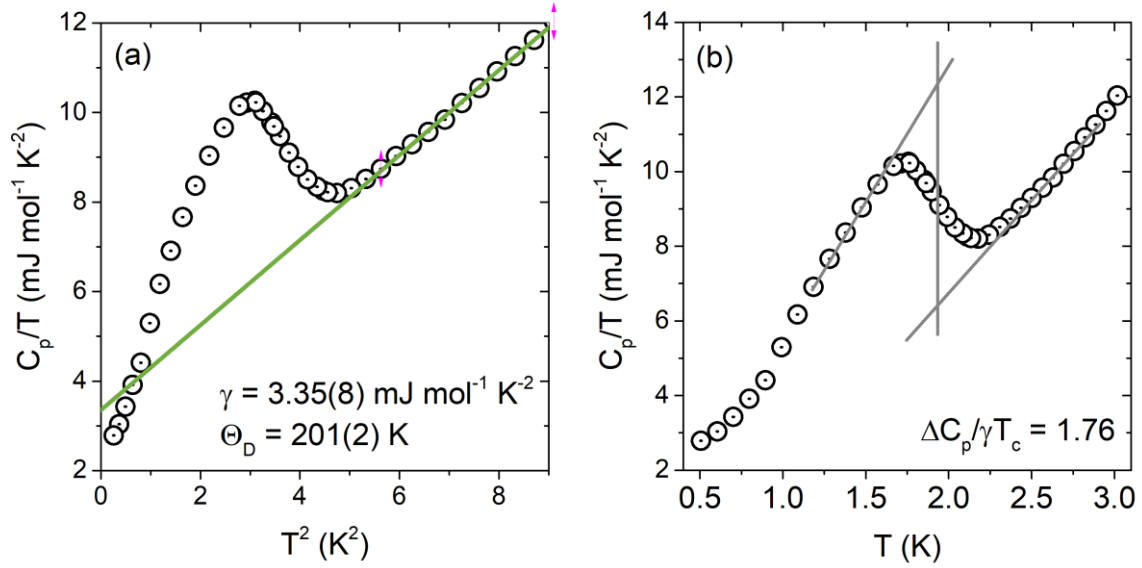 (a)
12
10
8
6
4
2
C_p/T (mJ mol⁻¹ K⁻²)
γ = 3.35(8) mJ mol⁻¹ K⁻²
Θ_D = 201(2) K
0 2 4 6 8
T² (K²)
(b)
14
12
10
8
6
4
2
C_p/T (mJ mol⁻¹ K⁻²)
ΔC_p/γT_c = 1.76
0.5 1.0 1.5 2.0 2.5 3.0
T (K)